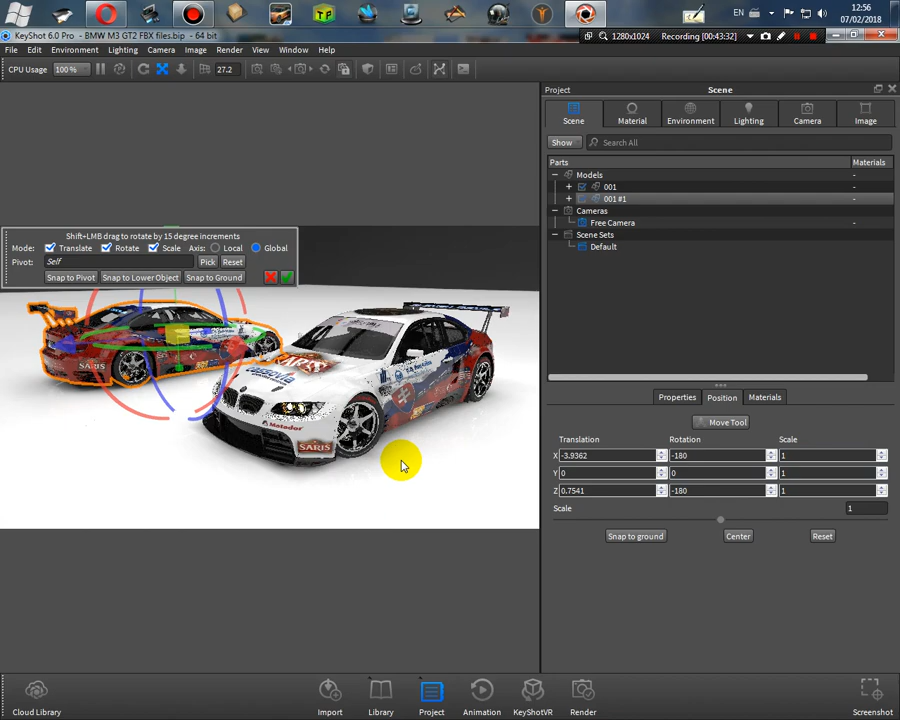 12:56
EN
07/02/2018
KeyShot 6.0 Pro - BMW M3 GT2 FBX files.bip - 64 bit
1280x1024 Recording [00:43:32]
File Edit Environment Lighting Camera Image Render View Window Help
CPU Usage 100 % 27.2
Project Scene
Scene Material Environment Lighting Camera Image
Show Search All
Parts Materials
Models -
001 -
001 #1 -
Cameras
Free Camera
Scene Sets
Default
Shift+LMB drag to rotate by 15 degree increments
Mode: Translate Rotate Scale Axis: Local Global
Pivot: Self Pick Reset
Snap to Pivot Snap to Lower Object Snap to Ground
SARIS
Matador
SARIS
Properties Position Materials
Move Tool
Translation Rotation Scale
X -3.9362 -180 1
Y 0 0 1
Z 0.7541 -180 1
Scale 1
Snap to ground Center Reset
Cloud Library Import Library Project Animation KeyShotVR Render Screenshot